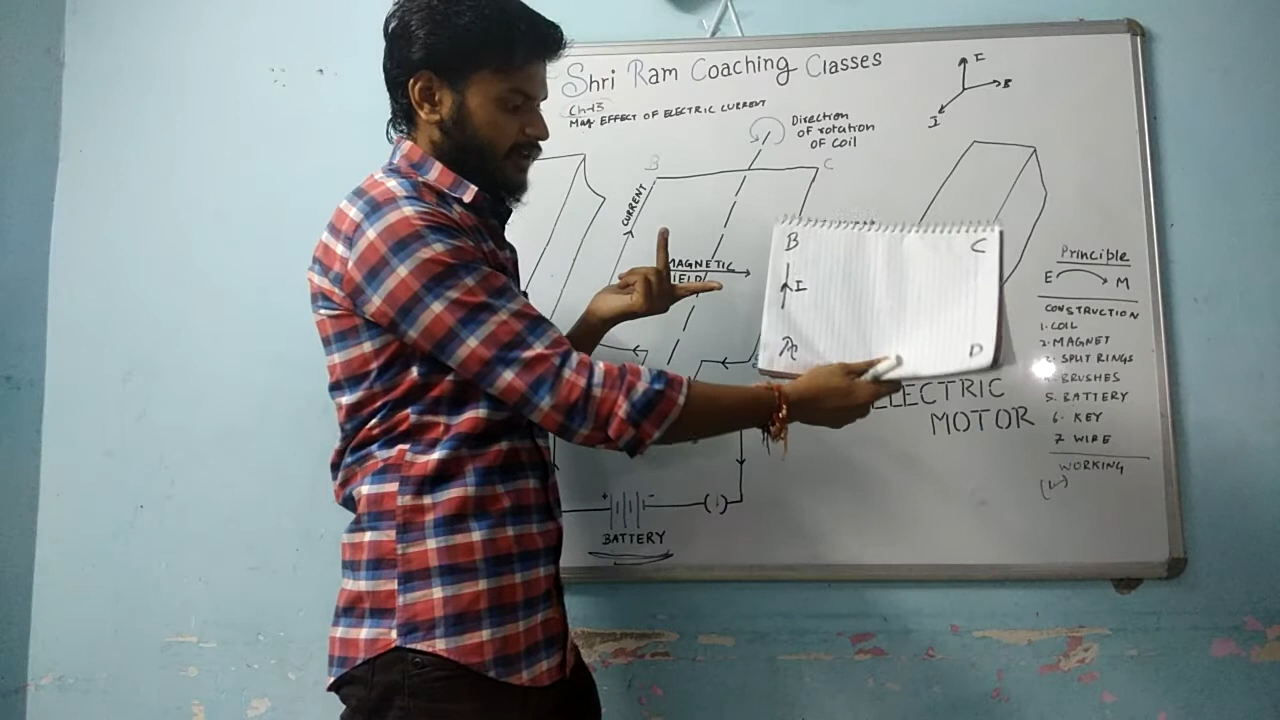 Shri Ram Coaching Classes
Ch-13
Mag. EFFECT OF ELECTRIC CURRENT
Direction
of rotation
OF Coil
I
B
I
B
C
CURRENT
MAGNETIC
FIELD
B
C
I
D
Principle
E M
CONSTRUCTION
1. COIL
2. MAGNET
3. SPLIT RINGS
4. BRUSHES
5. BATTERY
6. KEY
7. WIRE
WORKING
ELECTRIC
MOTOR
+ -
BATTERY